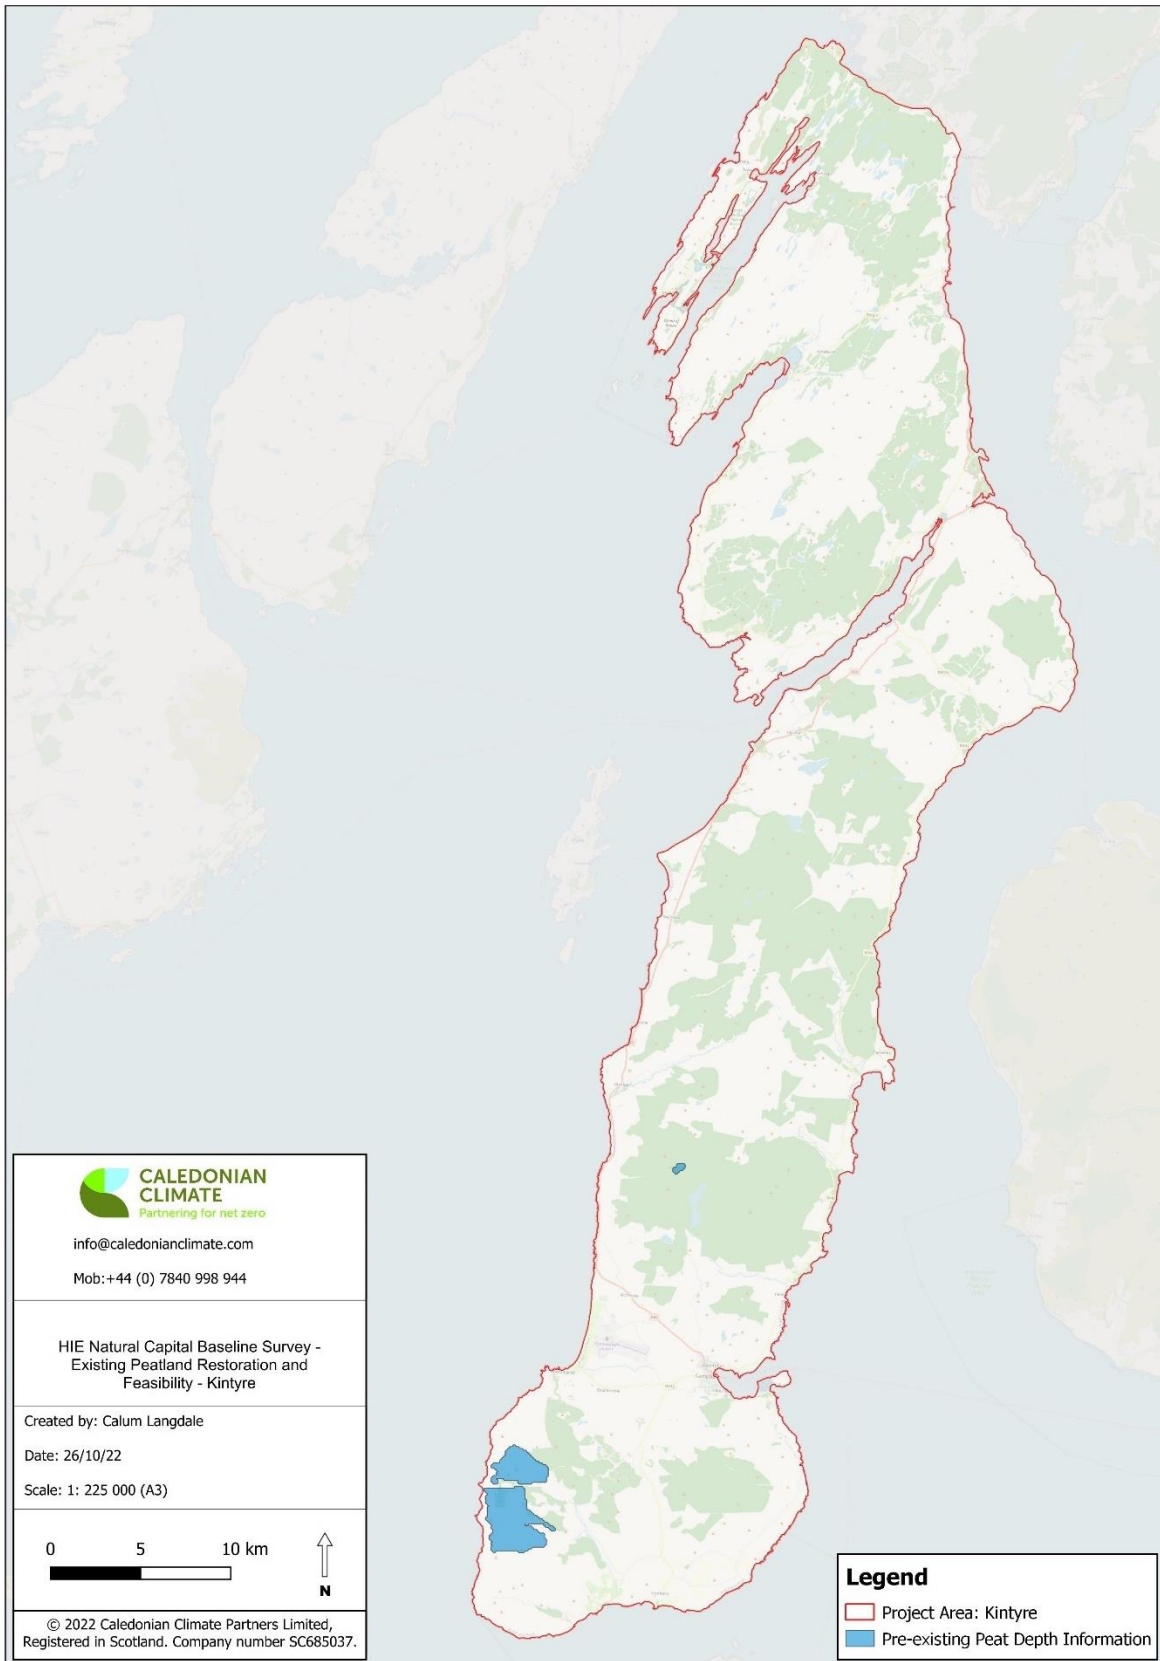 CALEDONIAN
CLIMATE
Partnering for net zero
info@caledonianclimate.com
Mob:+44 (0) 7840 998 944
HIE Natural Capital Baseline Survey -
Existing Peatland Restoration and
Feasibility - Kintyre
Created by: Calum Langdale
Date: 26/10/22
Scale: 1: 225 000 (A3)
0 5 10 km
N
© 2022 Caledonian Climate Partners Limited,
Registered in Scotland. Company number SC685037.
Legend
Project Area: Kintyre
Pre-existing Peat Depth Information